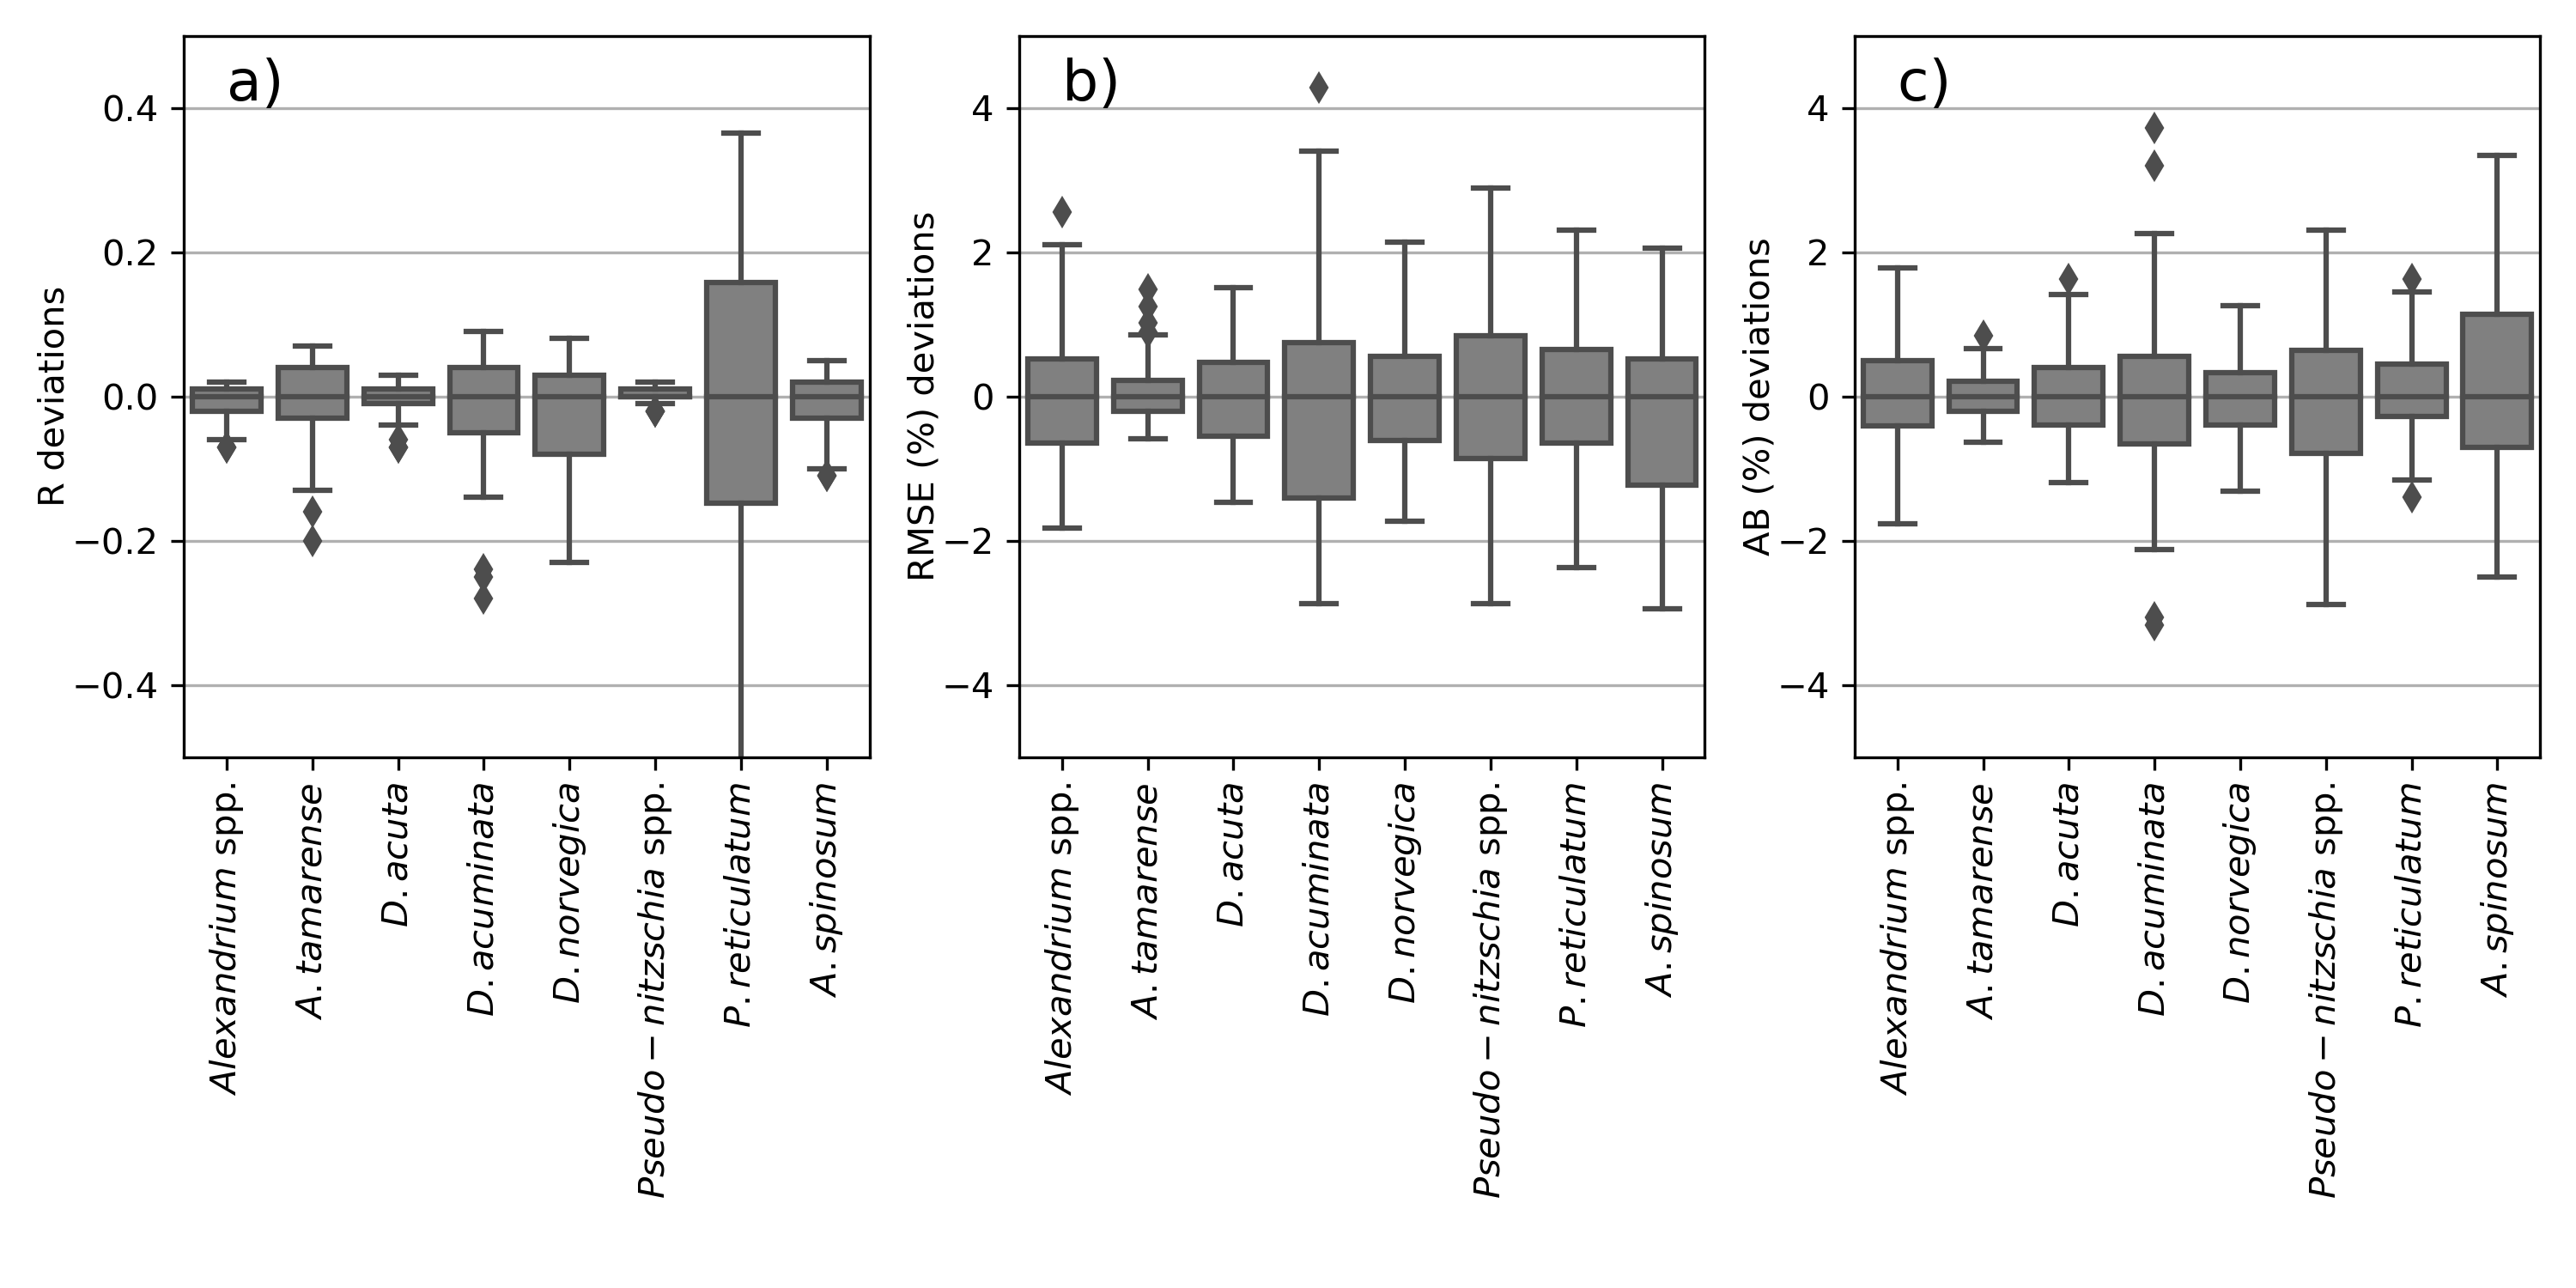 a)
0.4
0.2
0.0
−0.2
−0.4
R deviations
Alexandrium spp.
A. tamarense
D. acuta
D. acuminata
D. norvegica
Pseudo − nitzschia spp.
P. reticulatum
A. spinosum
b)
4
2
0
−2
−4
RMSE (%) deviations
Alexandrium spp.
A. tamarense
D. acuta
D. acuminata
D. norvegica
Pseudo − nitzschia spp.
P. reticulatum
A. spinosum
c)
4
2
0
−2
−4
AB (%) deviations
Alexandrium spp.
A. tamarense
D. acuta
D. acuminata
D. norvegica
Pseudo − nitzschia spp.
P. reticulatum
A. spinosum